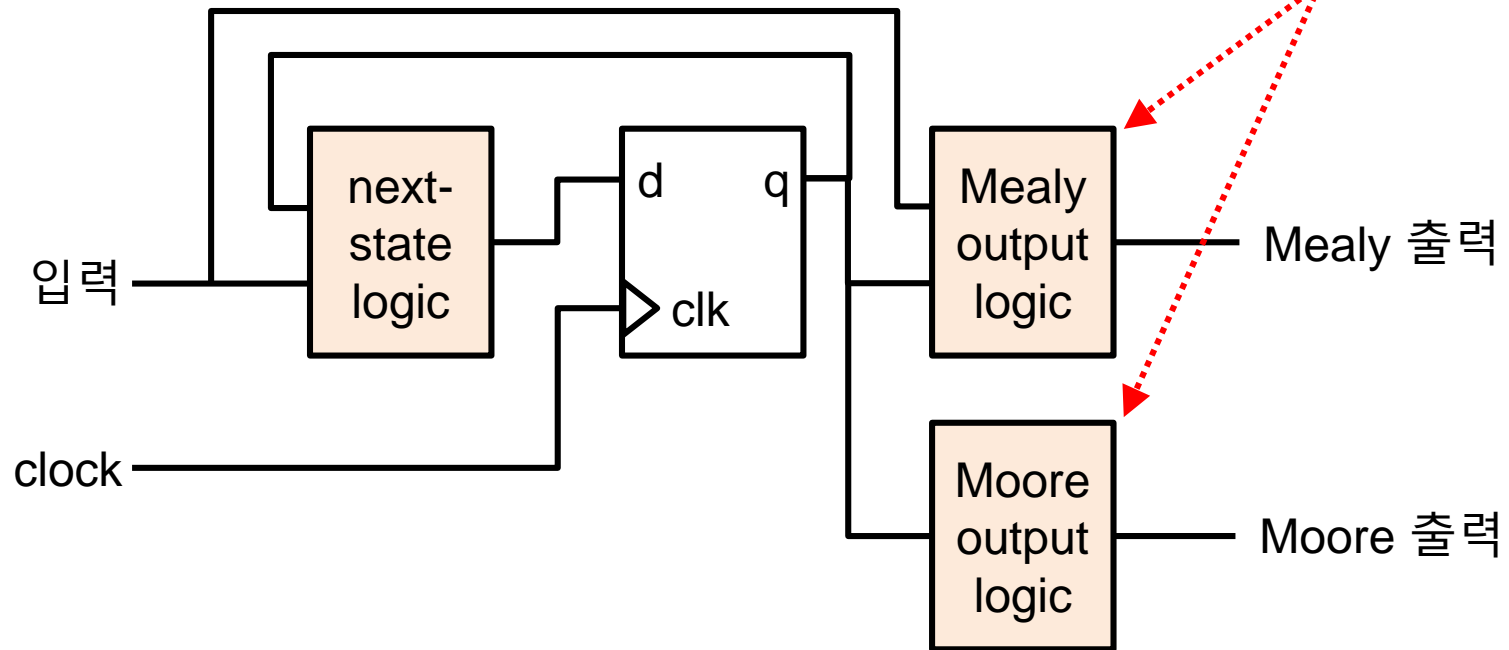 입력
clock
next-
state
logic
d
q
clk
Mealy
output
logic
Mealy 출력
Moore
output
logic
Moore 출력